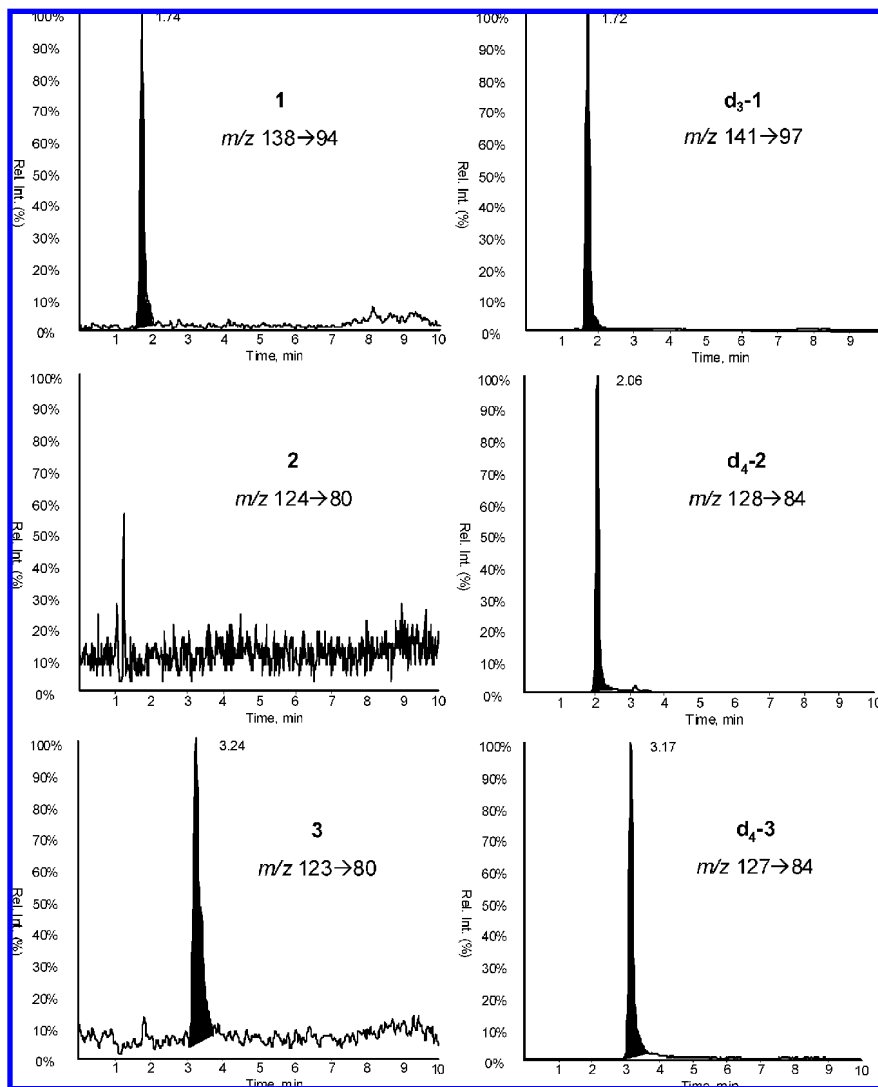 100%
90%
80%
70%
60%
50%
40%
30%
20%
10%
0%
Rel. Int. (%)
1.74
1
m/z 138→94
1 2 3 4 5 6 7 8 9 10
Time, min
100%
90%
80%
70%
60%
50%
40%
30%
20%
10%
0%
Rel. Int. (%)
1.72
d₃-1
m/z 141→97
1 2 3 4 5 6 7 8 9
Time, min
100%
90%
80%
70%
60%
50%
40%
30%
20%
10%
0%
Rel. Int. (%)
2
m/z 124→80
1 2 3 4 5 6 7 8 9 10
Time, min
100%
90%
80%
70%
60%
50%
40%
30%
20%
10%
0%
Rel. Int. (%)
2.06
d₄-2
m/z 128→84
1 2 3 4 5 6 7 8 9 10
Time, min
100%
90%
80%
70%
60%
50%
40%
30%
20%
10%
0%
Rel. Int. (%)
3.24
3
m/z 123→80
1 2 3 4 5 6 7 8 9 10
Time, min
100%
90%
80%
70%
60%
50%
40%
30%
20%
10%
0%
Rel. Int. (%)
3.17
d₄-3
m/z 127→84
1 2 3 4 5 6 7 8 9 10
Time, min